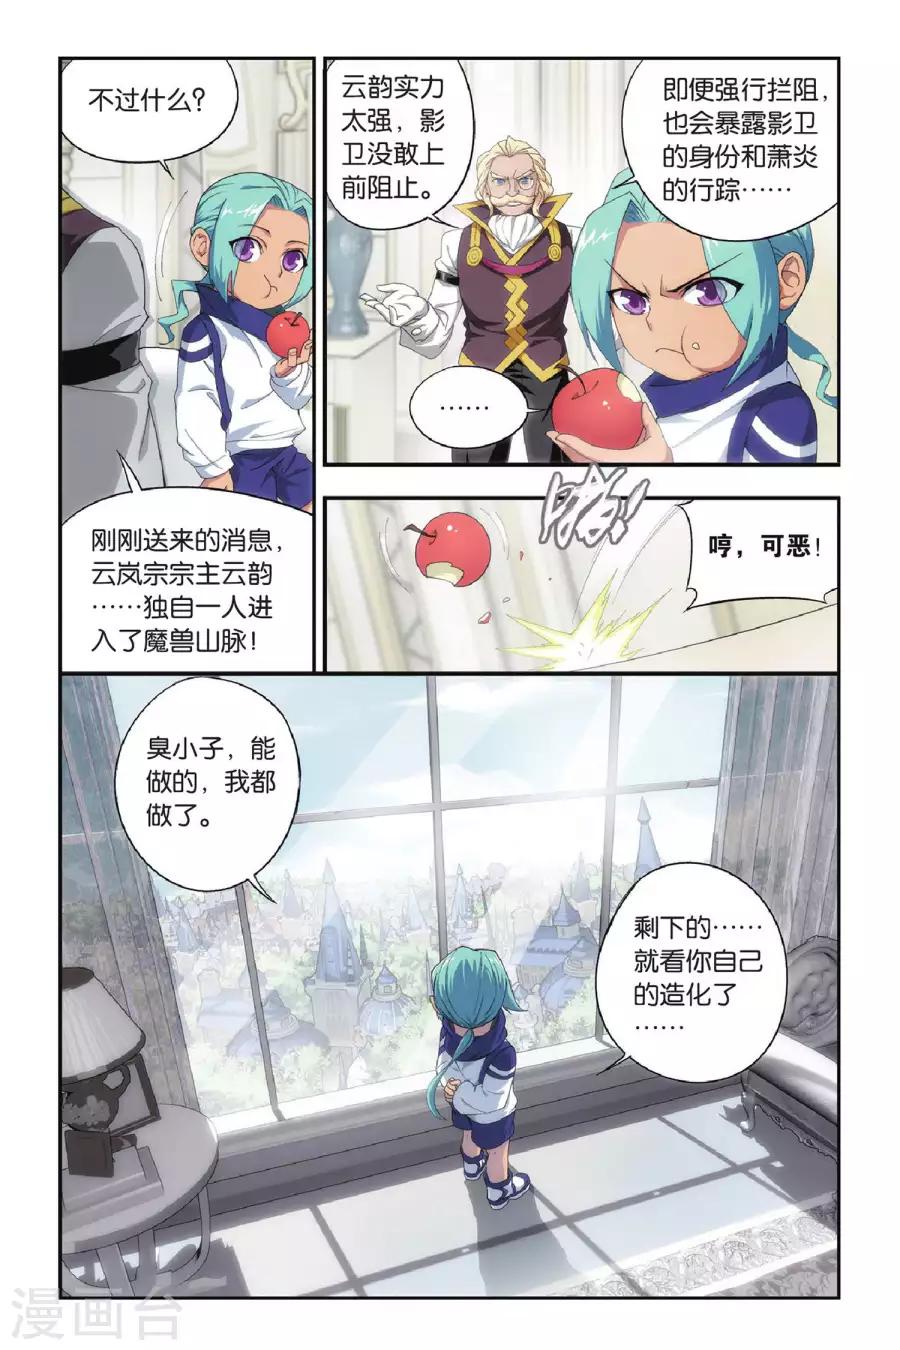 不过什么？
刚刚送来的消息，
云岚宗宗主云韵
……独自一人进
入了魔兽山脉！
云韵实力
太强，影
卫没敢上
前阻止。
即便强行拦阻，
也会暴露影卫
的身份和萧炎
的行踪……
……
啪！
哼，可恶！
臭小子，能
做的，我都
做了。
剩下的……
就看你自己
的造化了
……
漫画台